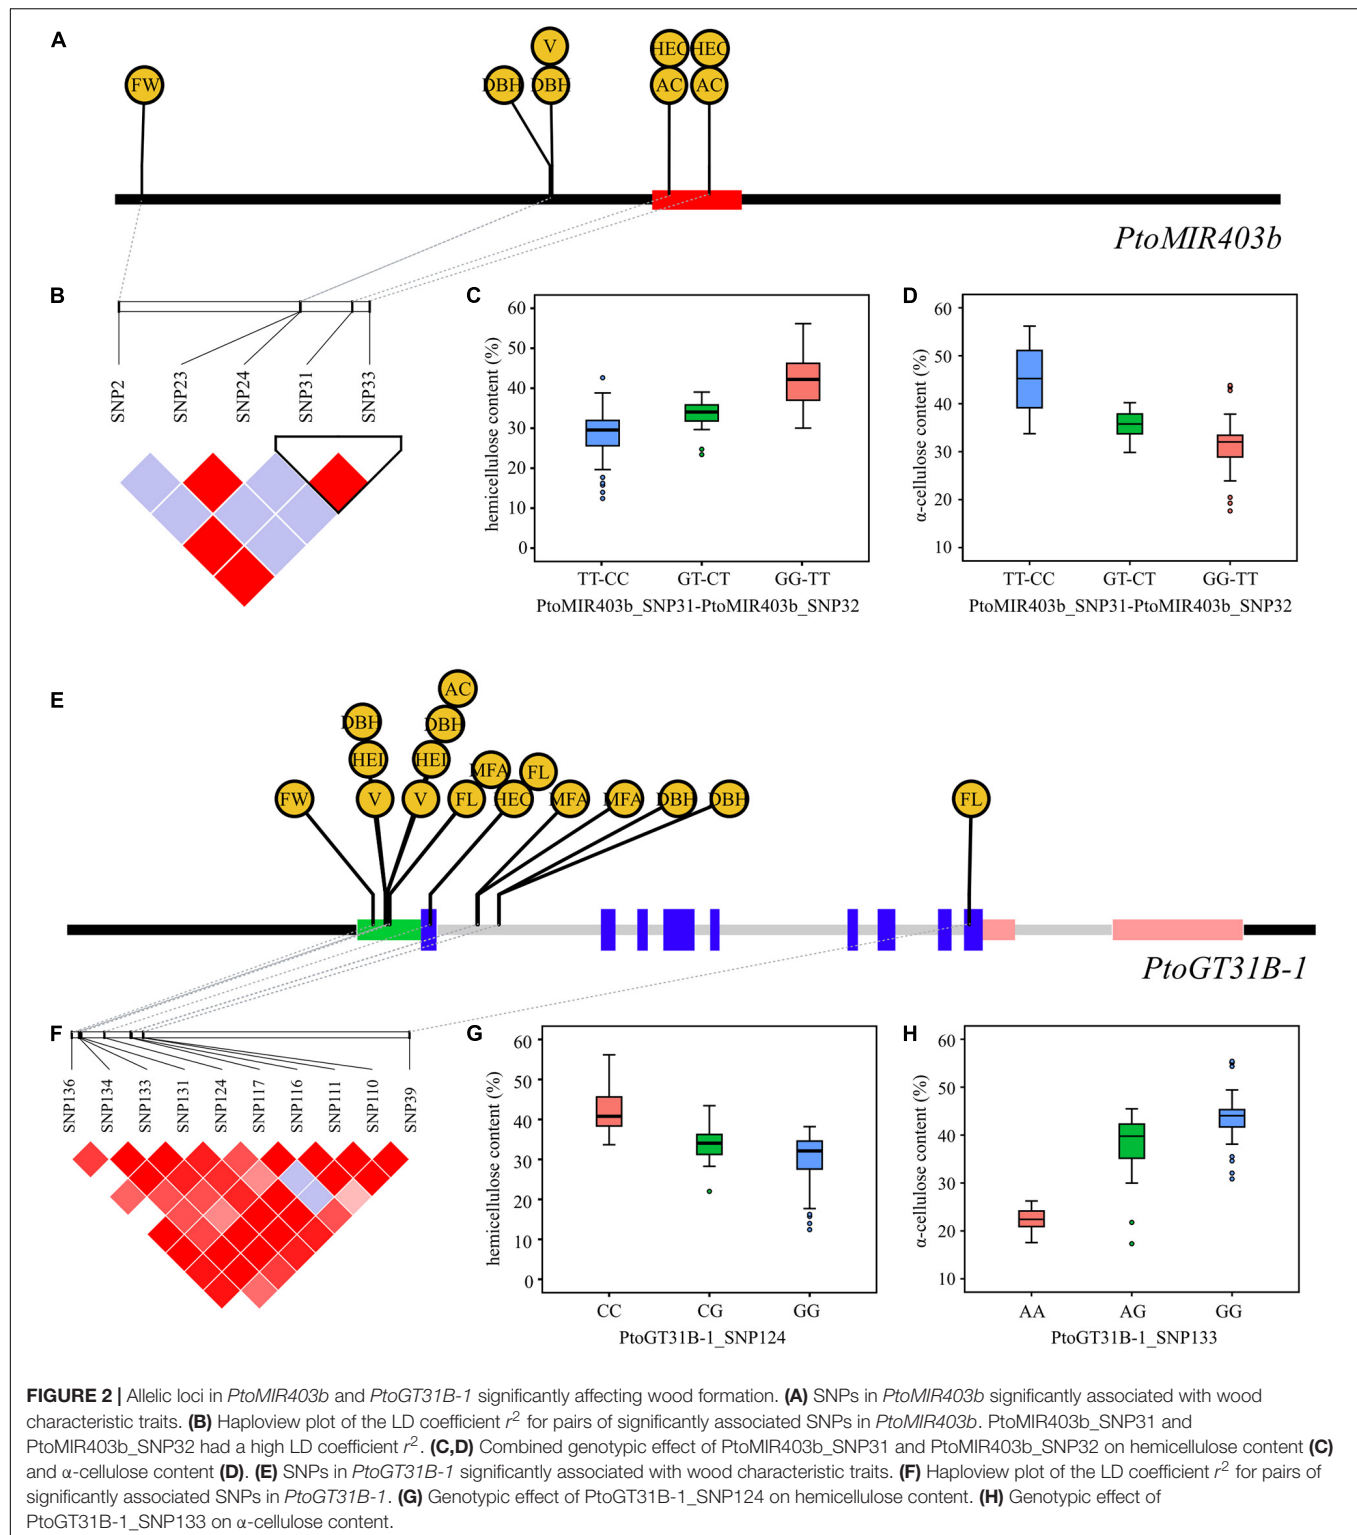 A
V
HEC HEC
FW
DBH
DBH
AC AC
PtoMIR403b
B
SNP2
SNP23
SNP24
SNP31
SNP33
C
hemicellulose content (%)
60
50
40
30
20
10
0
TT-CC GT-CT GG-TT
PtoMIR403b_SNP31-PtoMIR403b_SNP32
D
α-cellulose content (%)
60
50
40
30
20
10
TT-CC GT-CT GG-TT
PtoMIR403b_SNP31-PtoMIR403b_SNP32
E
AC
DBH DBH
HEI HEI MFA FL
FW V V FL HEC MFA MFA DBH DBH FL
PtoGT31B-1
F
SNP136
SNP134
SNP133
SNP131
SNP124
SNP117
SNP116
SNP111
SNP110
SNP39
G
hemicellulose content (%)
60
50
40
30
20
10
0
CC CG GG
PtoGT31B-1_SNP124
H
α-cellulose content (%)
60
50
40
30
20
10
AA AG GG
PtoGT31B-1_SNP133
FIGURE 2 | Allelic loci in PtoMIR403b and PtoGT31B-1 significantly affecting wood formation. (A) SNPs in PtoMIR403b significantly associated with wood
characteristic traits. (B) Haploview plot of the LD coefficient r² for pairs of significantly associated SNPs in PtoMIR403b. PtoMIR403b_SNP31 and
PtoMIR403b_SNP32 had a high LD coefficient r². (C,D) Combined genotypic effect of PtoMIR403b_SNP31 and PtoMIR403b_SNP32 on hemicellulose content (C)
and α-cellulose content (D). (E) SNPs in PtoGT31B-1 significantly associated with wood characteristic traits. (F) Haploview plot of the LD coefficient r² for pairs of
significantly associated SNPs in PtoGT31B-1. (G) Genotypic effect of PtoGT31B-1_SNP124 on hemicellulose content. (H) Genotypic effect of
PtoGT31B-1_SNP133 on α-cellulose content.